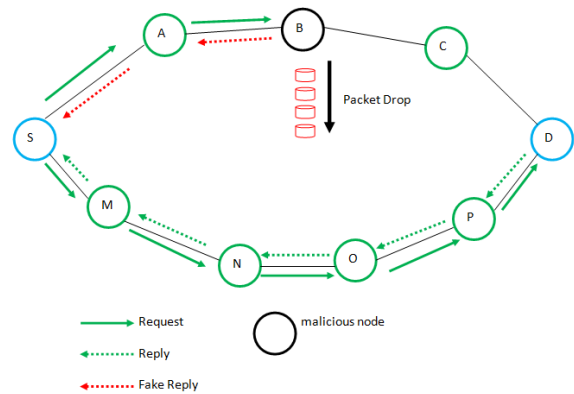 A
B
C
Packet Drop
S
D
M
P
N
O
Request
malicious node
Reply
Fake Reply